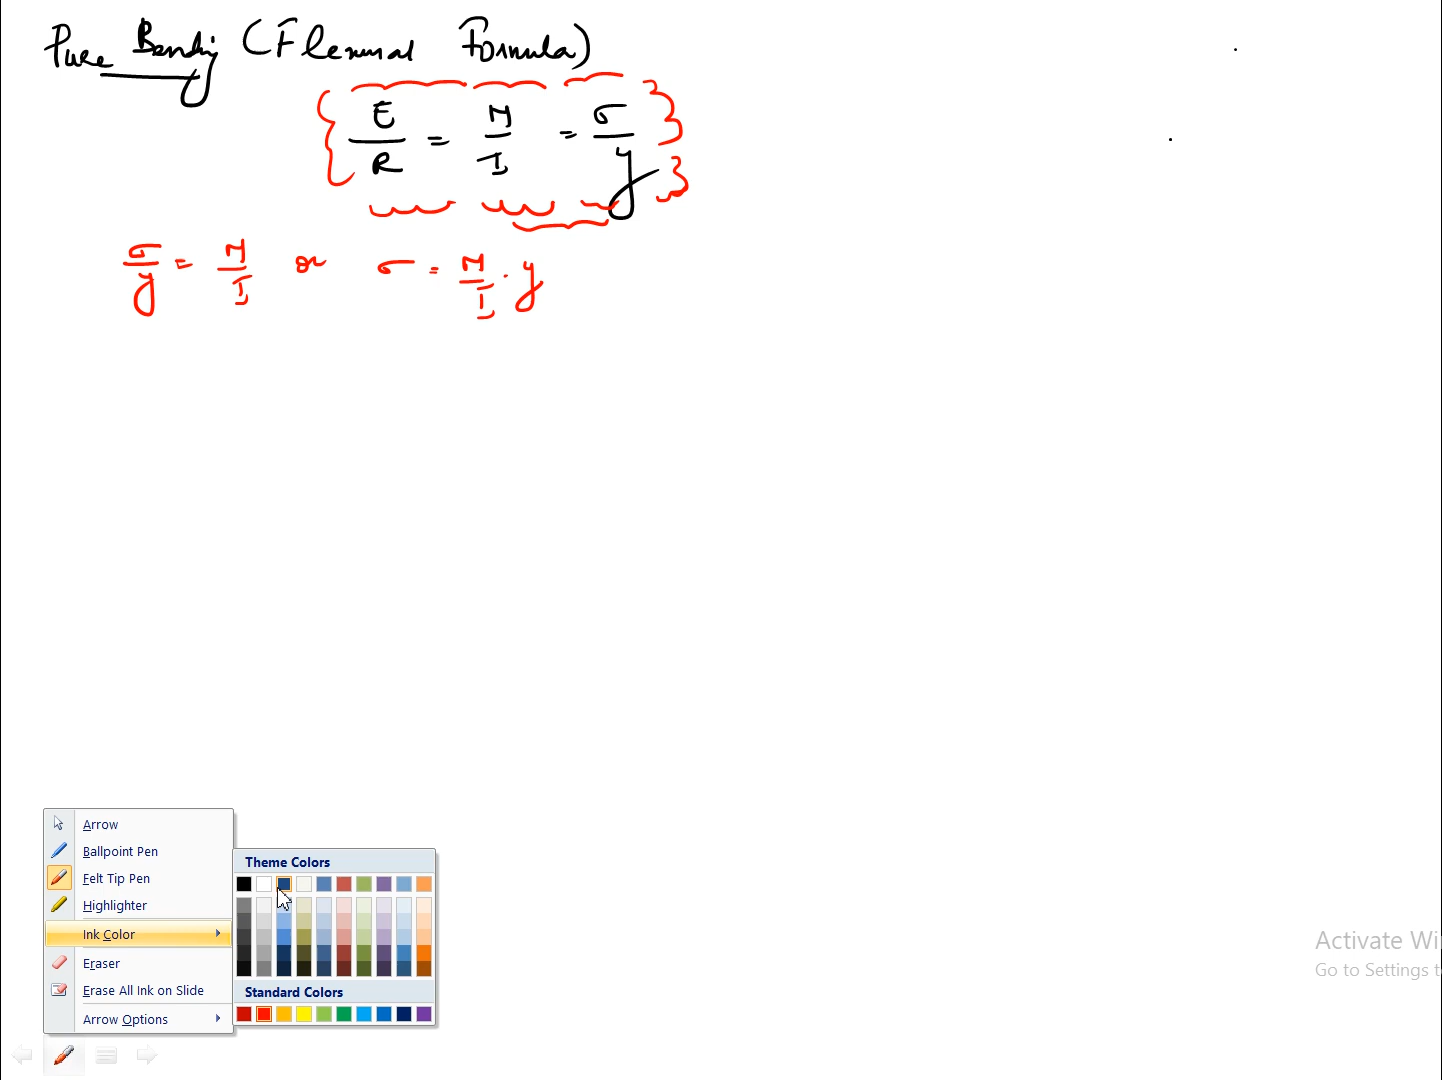 Pure Bending (Flexural Formula)
E/R = M/I = σ/y
σ/y = M/I or σ = M/I · y
Arrow
Ballpoint Pen
Felt Tip Pen
Highlighter
Ink Color
Eraser
Erase All Ink on Slide
Arrow Options
Theme Colors
Standard Colors
Activate Wi
Go to Settings t